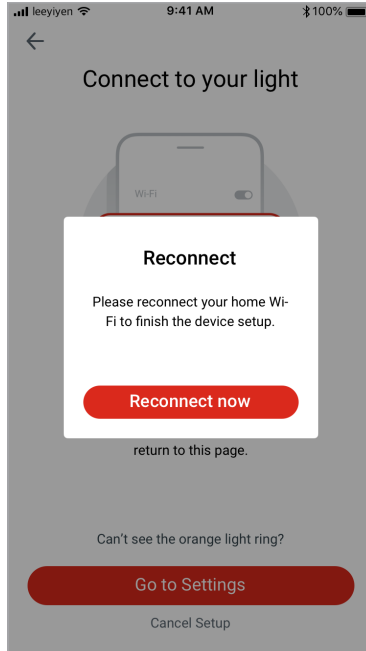 leeyiyen 9:41 AM 100%
Connect to your light
Wi-Fi
Reconnect
Please reconnect your home Wi-
Fi to finish the device setup.
Reconnect now
return to this page.
Can't see the orange light ring?
Go to Settings
Cancel Setup